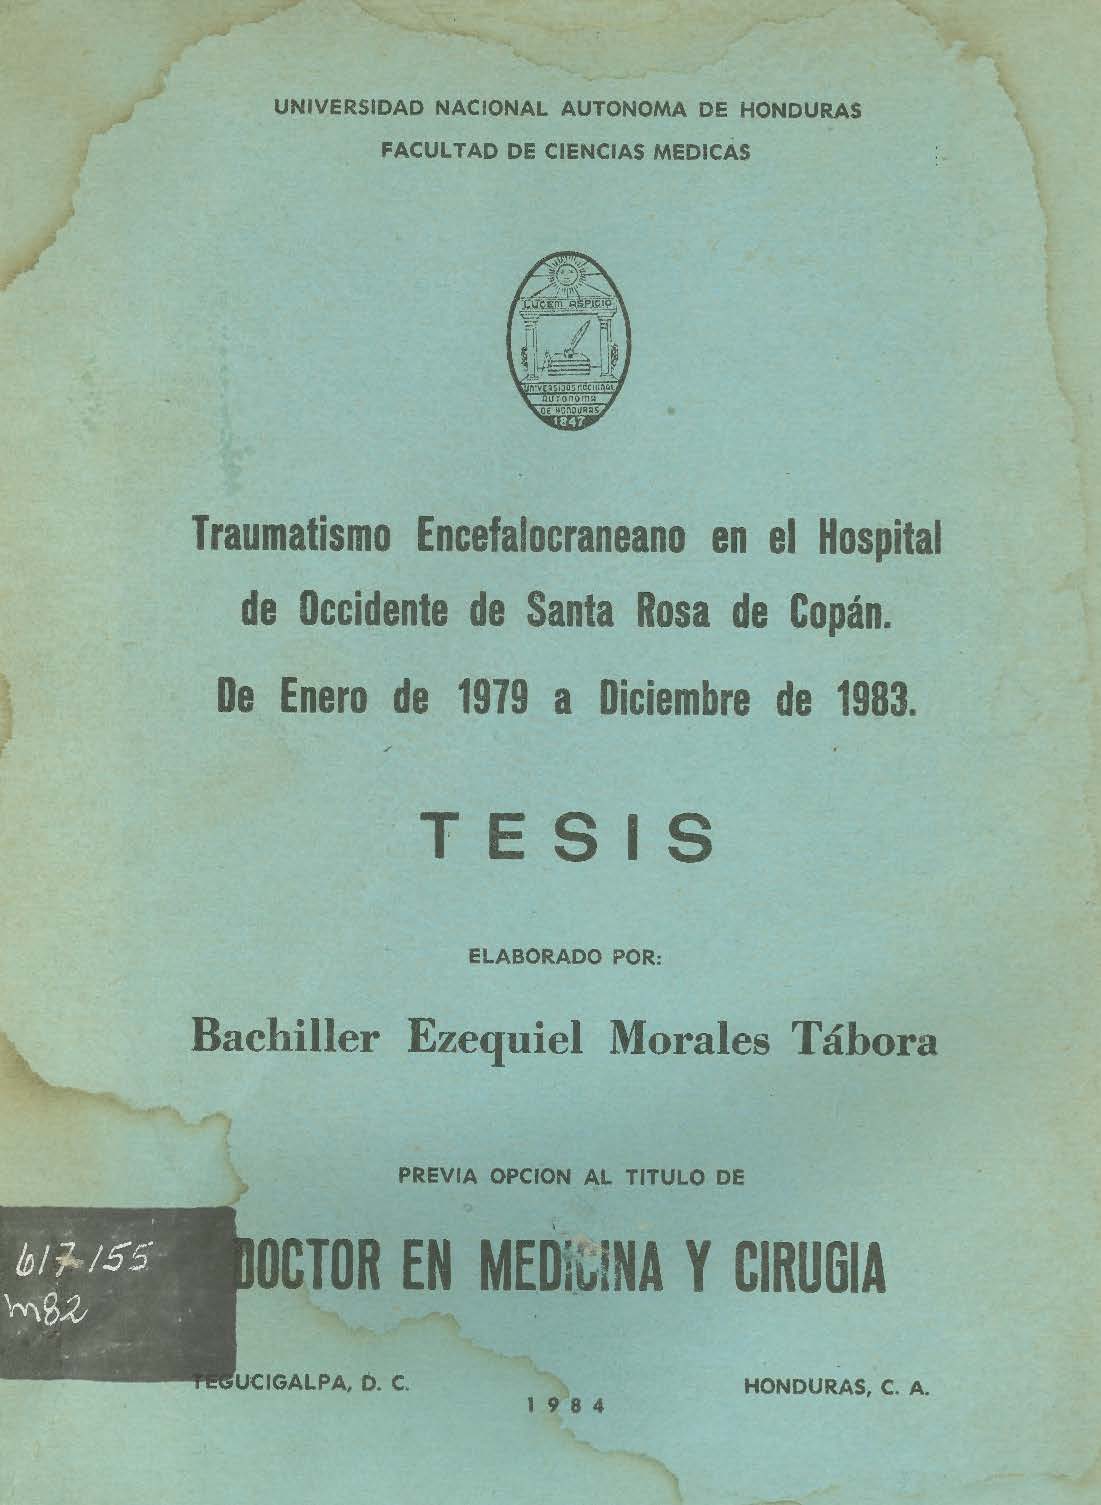 UNIVERSIDAD NACIONAL AUTONOMA DE HONDURAS
FACULTAD DE CIENCIAS MEDICAS
LUCEM ASPICIO
AUTONOMA
DE HONDURAS
1847
Traumatismo Encefalocraneano en el Hospital
de Occidente de Santa Rosa de Copán.
De Enero de 1979 a Diciembre de 1983.
TESIS
ELABORADO POR:
Bachiller Ezequiel Morales Tábora
PREVIA OPCION AL TITULO DE
DOCTOR EN MEDICINA Y CIRUGIA
617/155
m82
TEGUCIGALPA, D. C.
HONDURAS, C. A.
1984